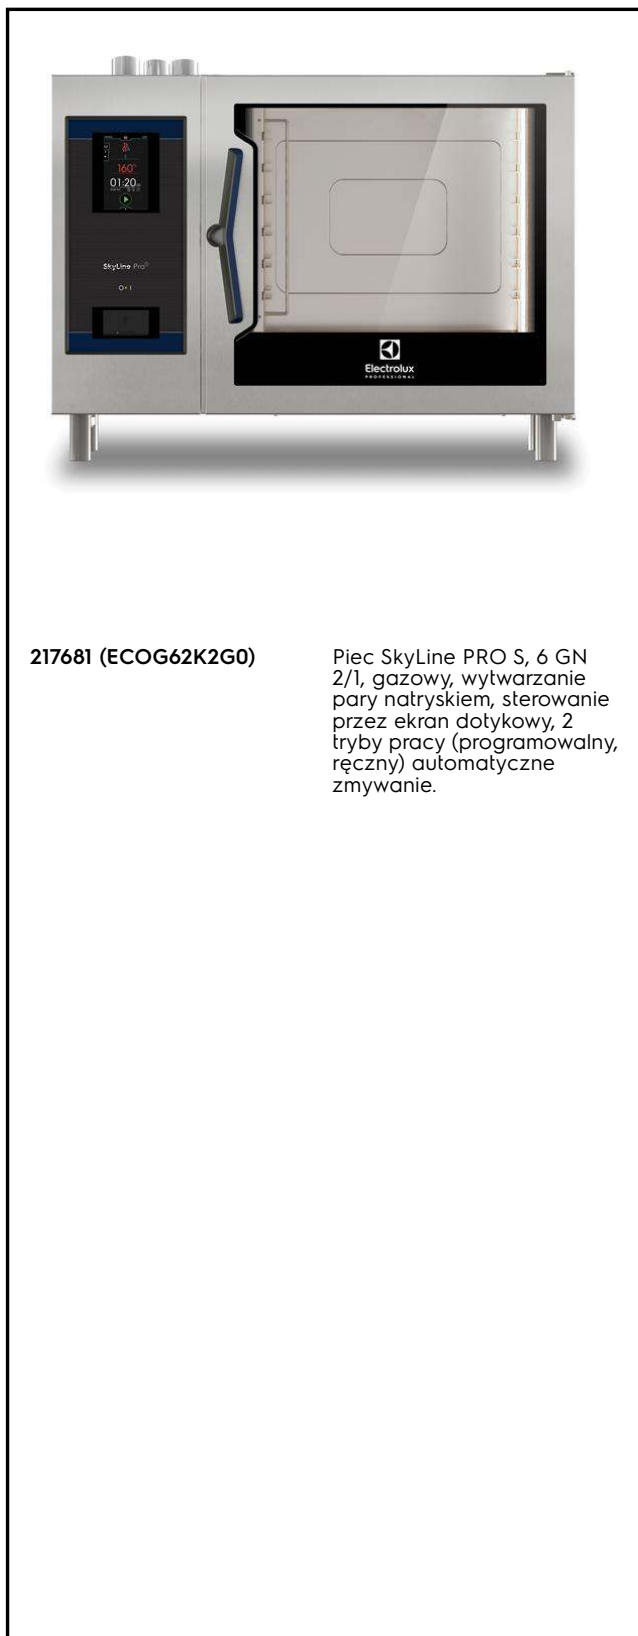 160°
01:20
SkyLine Pro
Electrolux
PROFESSIONAL
217681 (ECOG62K2G0)
Piec SkyLine PRO S, 6 GN
2/1, gazowy, wytwarzanie
pary natryskiem, sterowanie
przez ekran dotykowy, 2
tryby pracy (programowalny,
ręczny) automatyczne
zmywanie.